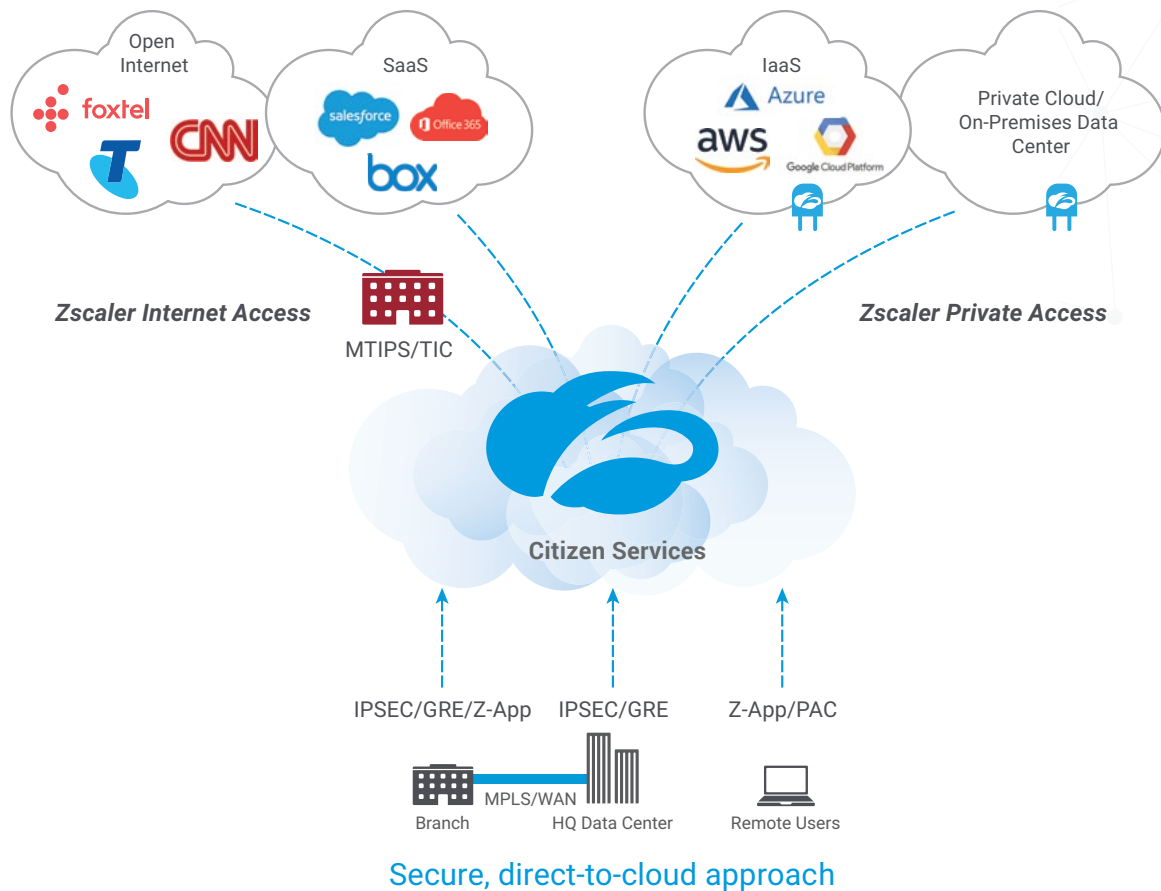 Open
Internet
foxtel
T
CNN
SaaS
salesforce
Office 365
box
IaaS
Azure
aws
Google Cloud Platform
Private Cloud/
On-Premises Data
Center
Zscaler Internet Access
MTIPS/TIC
Zscaler Private Access
Citizen Services
IPSEC/GRE/Z-App
IPSEC/GRE
Z-App/PAC
MPLS/WAN
Branch
HQ Data Center
Remote Users
Secure, direct-to-cloud approach